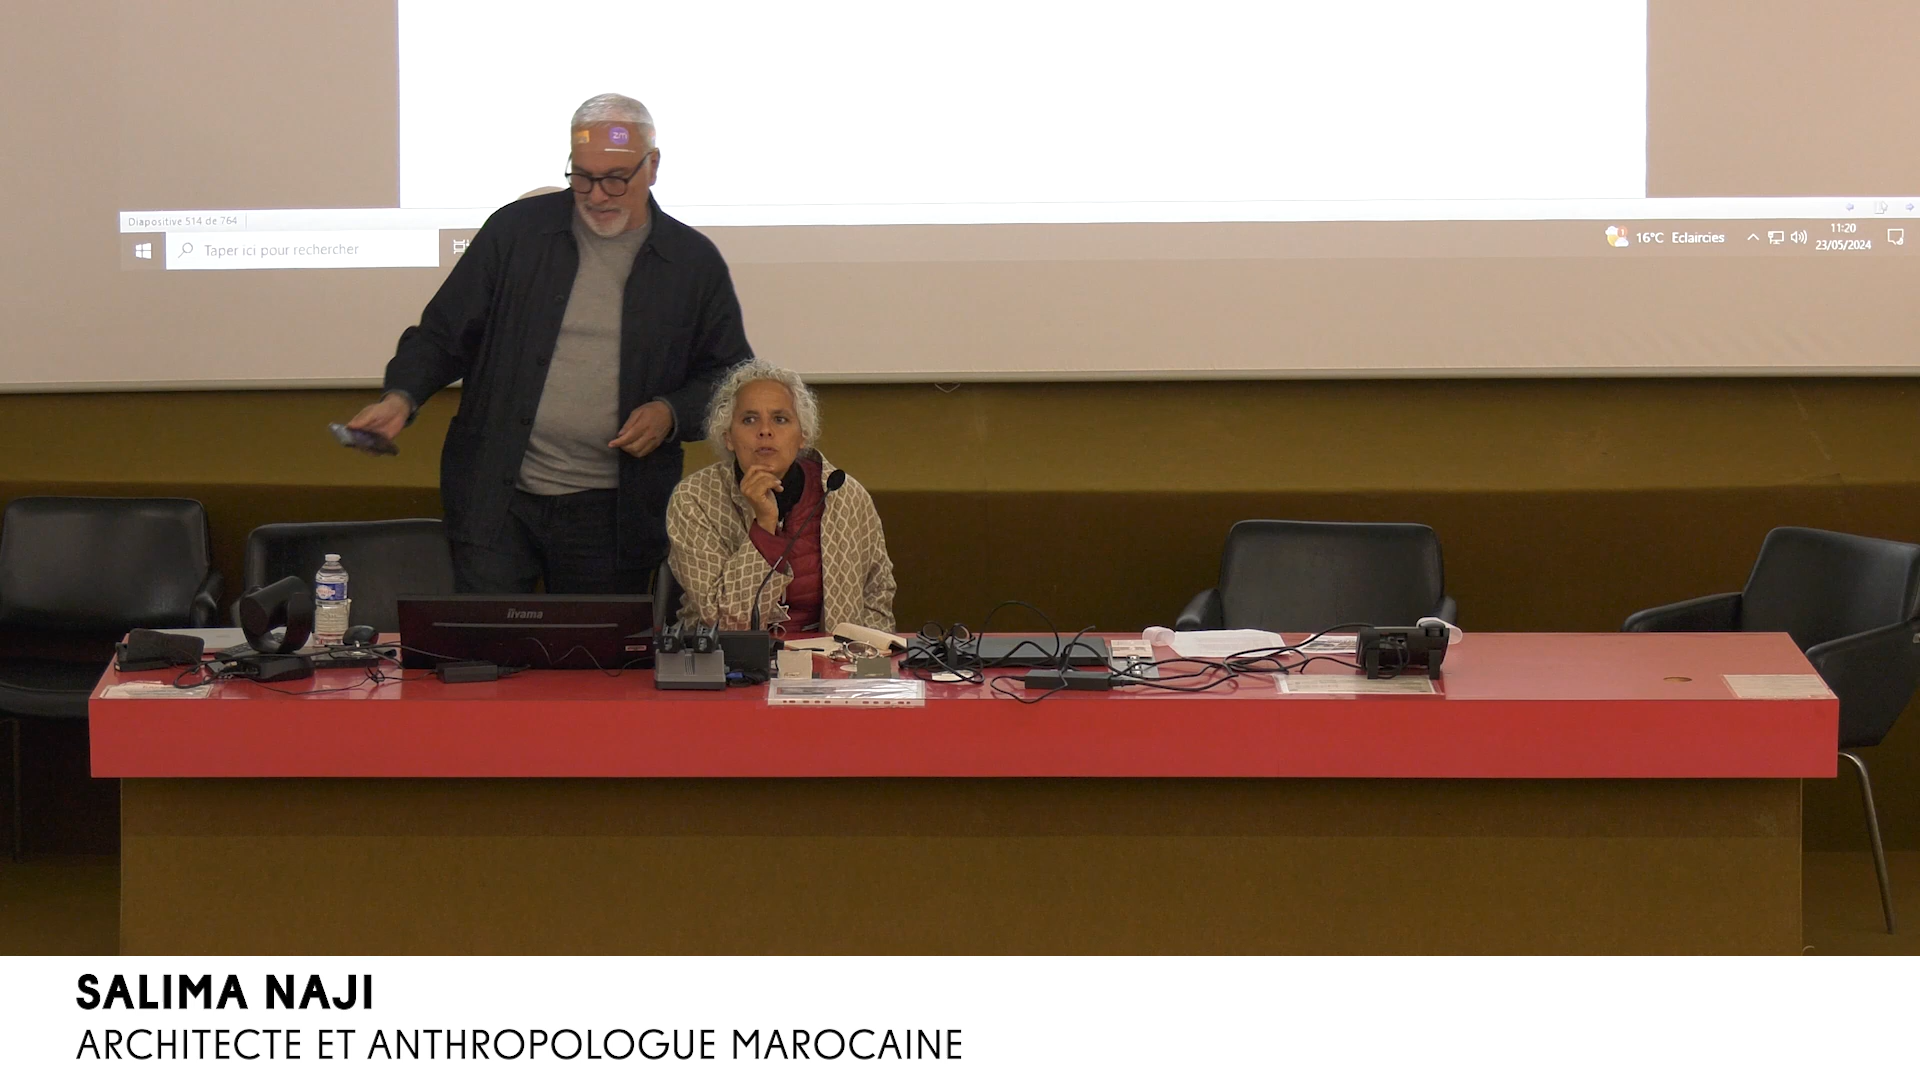 zm
Diapositive 514 de 764
Taper ici pour rechercher
16°C Eclaircies
11:20
23/05/2024
iiyama
SALIMA NAJI
ARCHITECTE ET ANTHROPOLOGUE MAROCAINE